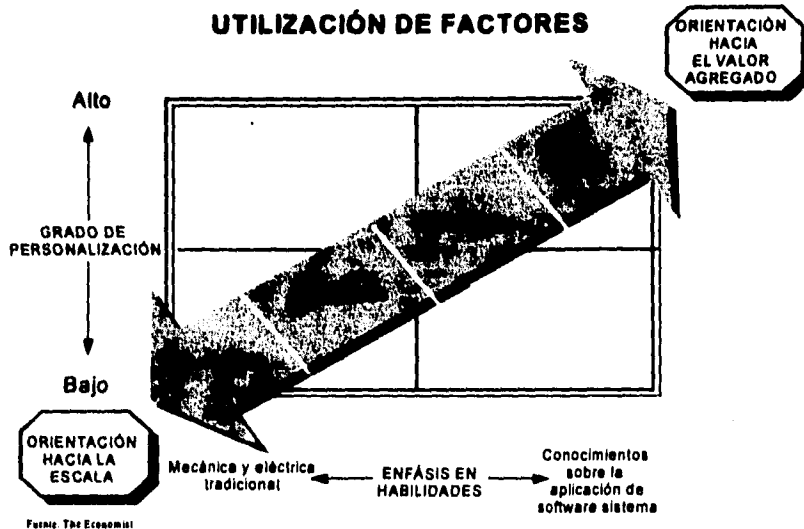 UTILIZACIÓN DE FACTORES
ORIENTACIÓN
HACIA
EL VALOR
AGREGADO
Alto
GRADO DE
PERSONALIZACIÓN
Bajo
ORIENTACIÓN
HACIA LA
ESCALA
Mecánica y eléctrica
tradicional
ENFÁSIS EN
HABILIDADES
Conocimientos
sobre la
aplicación de
software sistema
Fuente: The Economist